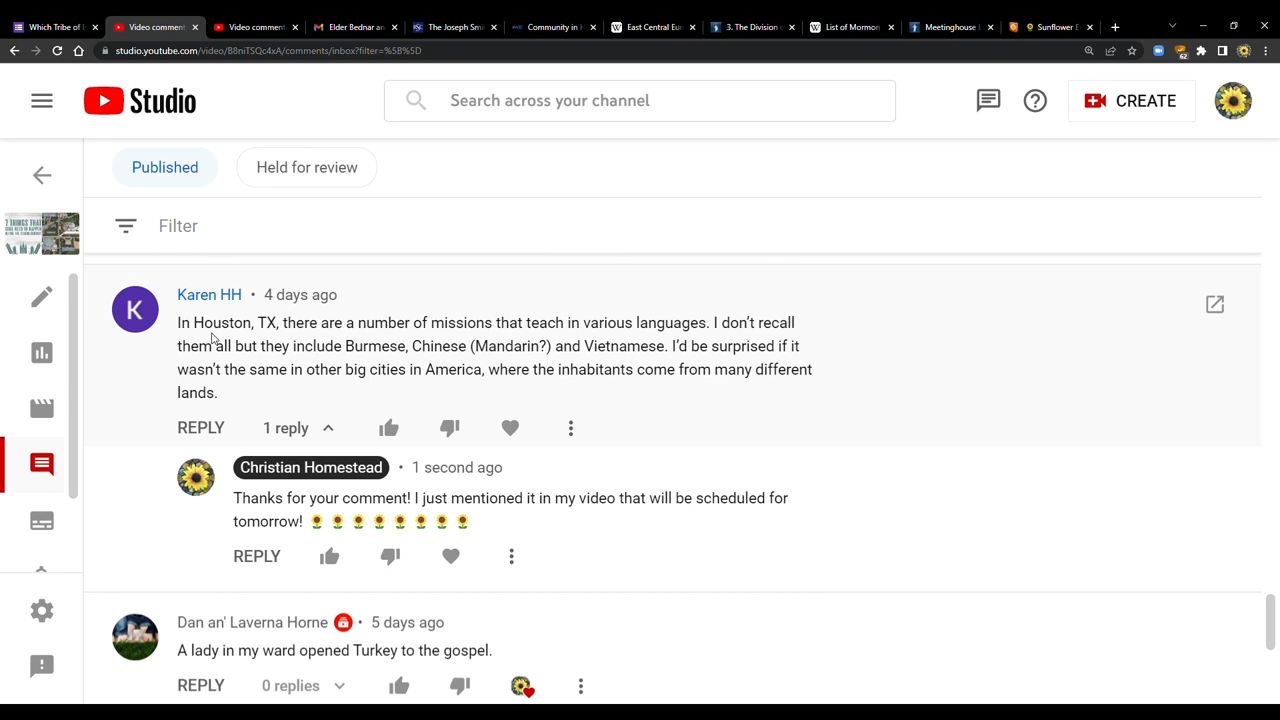 Which Tribe of I
Video comment
Video comment
Elder Bednar an
The Joseph Smi
Community in H
East Central Eur
3. The Division o
List of Mormon
Meetinghouse L
Sunflower E
studio.youtube.com/video/B8niTSQc4xA/comments/inbox?filter=%5B%5D
62
Studio
Search across your channel
CREATE
Published
Held for review
Filter
7 THINGS THAT
K
Karen HH • 4 days ago
In Houston, TX, there are a number of missions that teach in various languages. I don't recall
them all but they include Burmese, Chinese (Mandarin?) and Vietnamese. I'd be surprised if it
wasn't the same in other big cities in America, where the inhabitants come from many different
lands.
REPLY 1 reply
Christian Homestead • 1 second ago
Thanks for your comment! I just mentioned it in my video that will be scheduled for
tomorrow! 🌻 🌻 🌻 🌻 🌻 🌻 🌻 🌻
REPLY
Dan an' Laverna Horne • 5 days ago
A lady in my ward opened Turkey to the gospel.
REPLY 0 replies